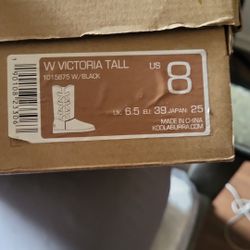 W VICTORIA TALL
1015875 W/BLACK
US 8
UK: 6.5 EU: 39 JAPAN: 25
MADE IN CHINA
KOOLABURRA.COM